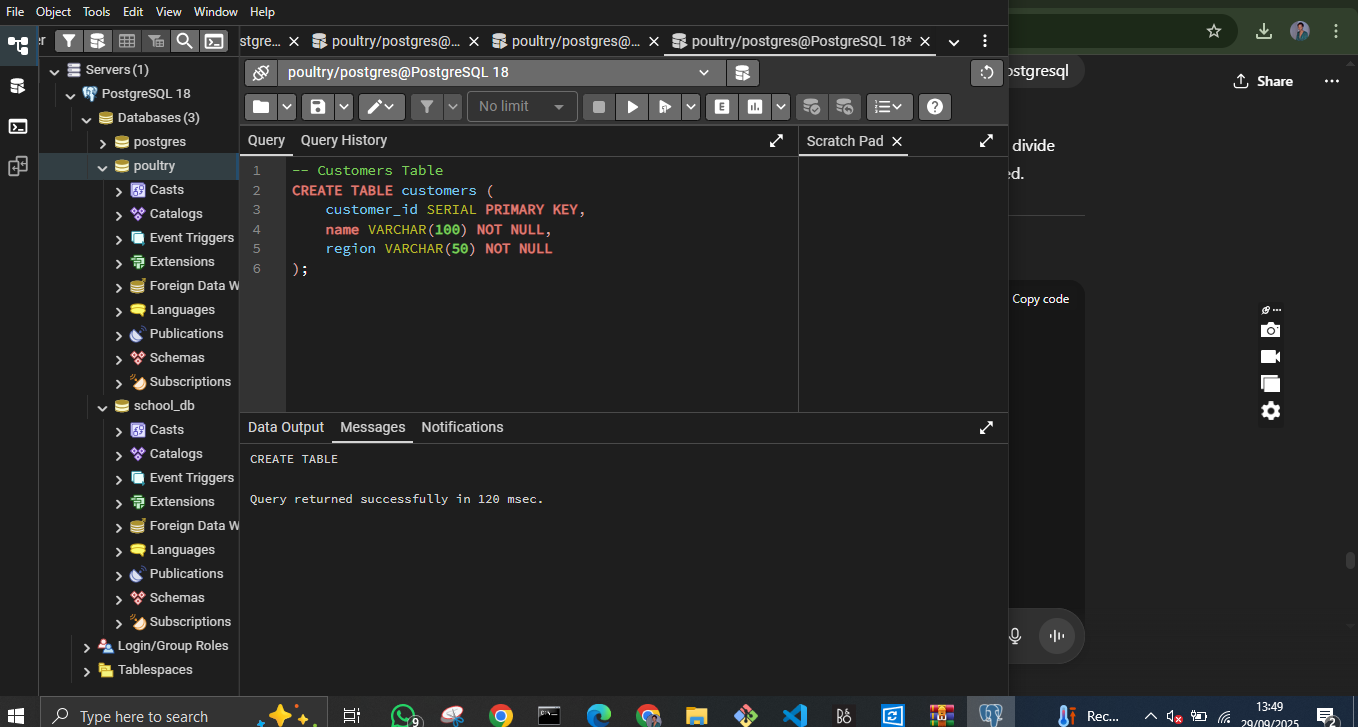 File Object Tools Edit View Window Help
poultry/postgres@... poultry/postgres@... poultry/postgres@PostgreSQL 18*
Servers (1)
PostgreSQL 18
Databases (3)
postgres
poultry
Casts
Catalogs
Event Triggers
Extensions
Foreign Data W
Languages
Publications
Schemas
Subscriptions
school_db
Casts
Catalogs
Event Triggers
Extensions
Foreign Data W
Languages
Publications
Schemas
Subscriptions
Login/Group Roles
Tablespaces
poultry/postgres@PostgreSQL 18
No limit
E
Query Query History
Scratch Pad
1 -- Customers Table
2 CREATE TABLE customers (
3 customer_id SERIAL PRIMARY KEY,
4 name VARCHAR(100) NOT NULL,
5 region VARCHAR(50) NOT NULL
6 );
Data Output Messages Notifications
CREATE TABLE
Query returned successfully in 120 msec.
ostgresql
Share
divide
ed.
Copy code
Type here to search
9
Rec...
13:49
29/09/2025
2